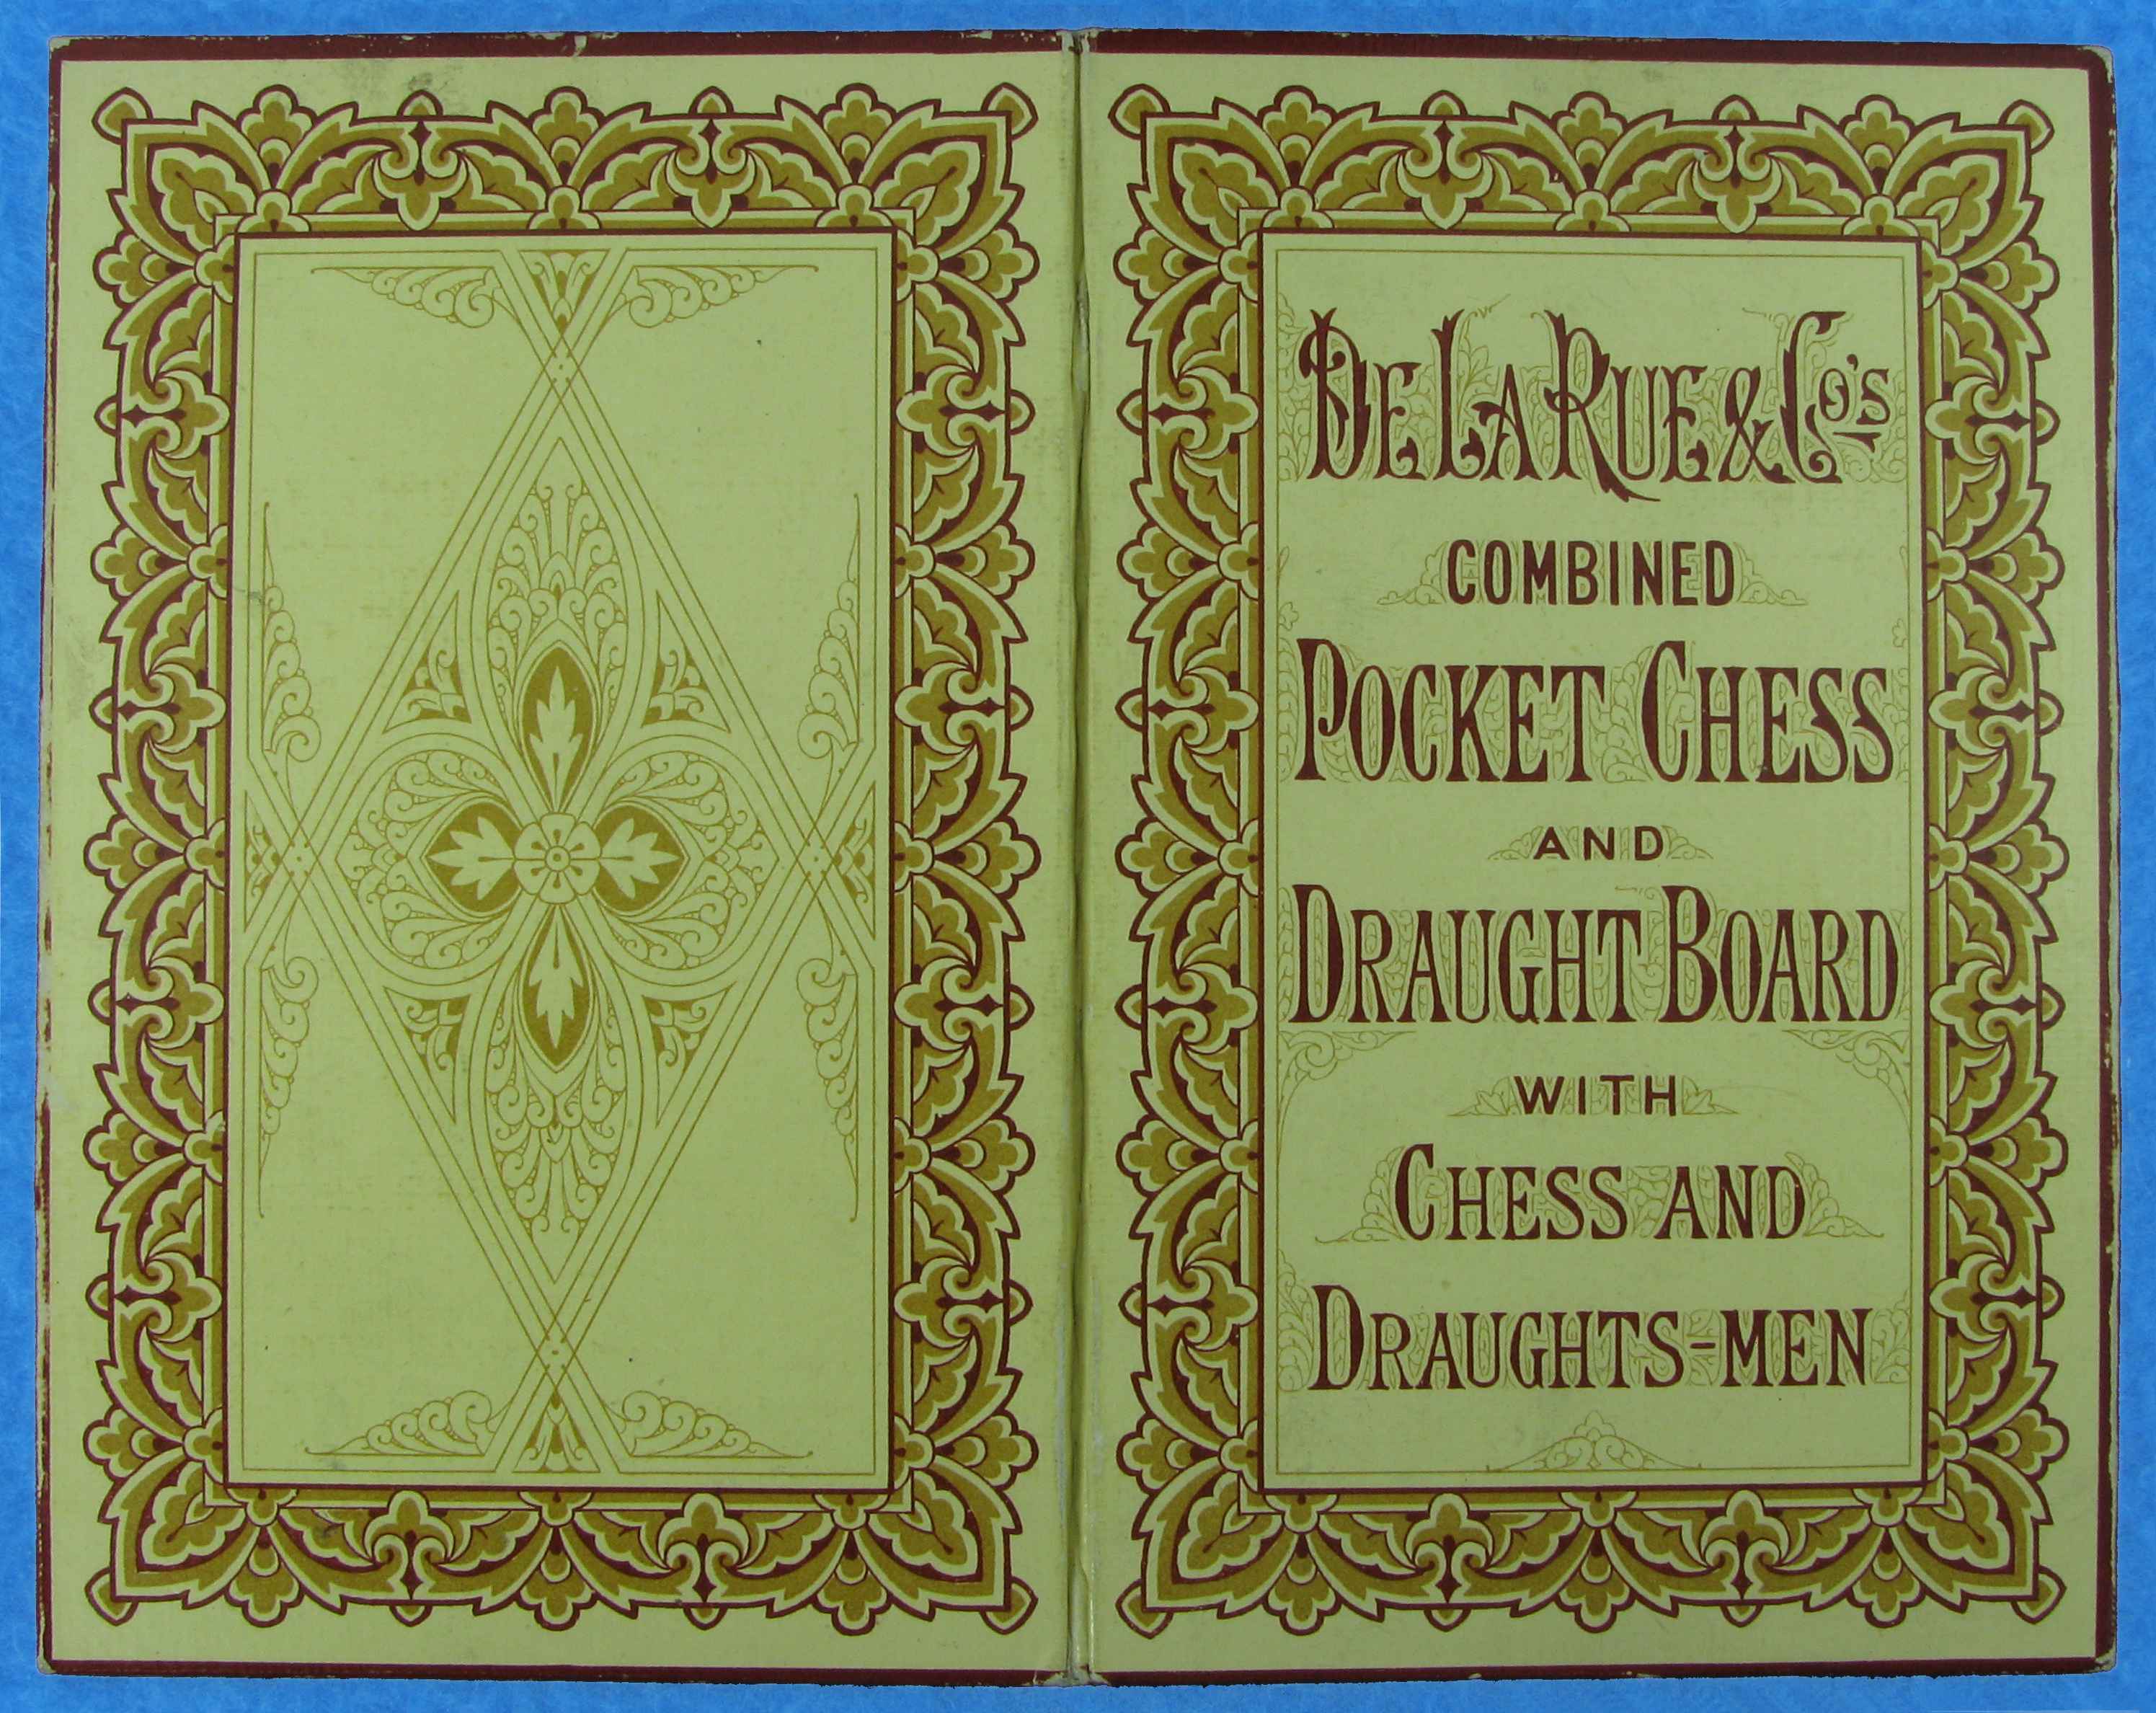 DE LA RUE & CO'S
COMBINED
POCKET CHESS
AND
DRAUGHT BOARD
WITH
CHESS AND
DRAUGHTS-MEN